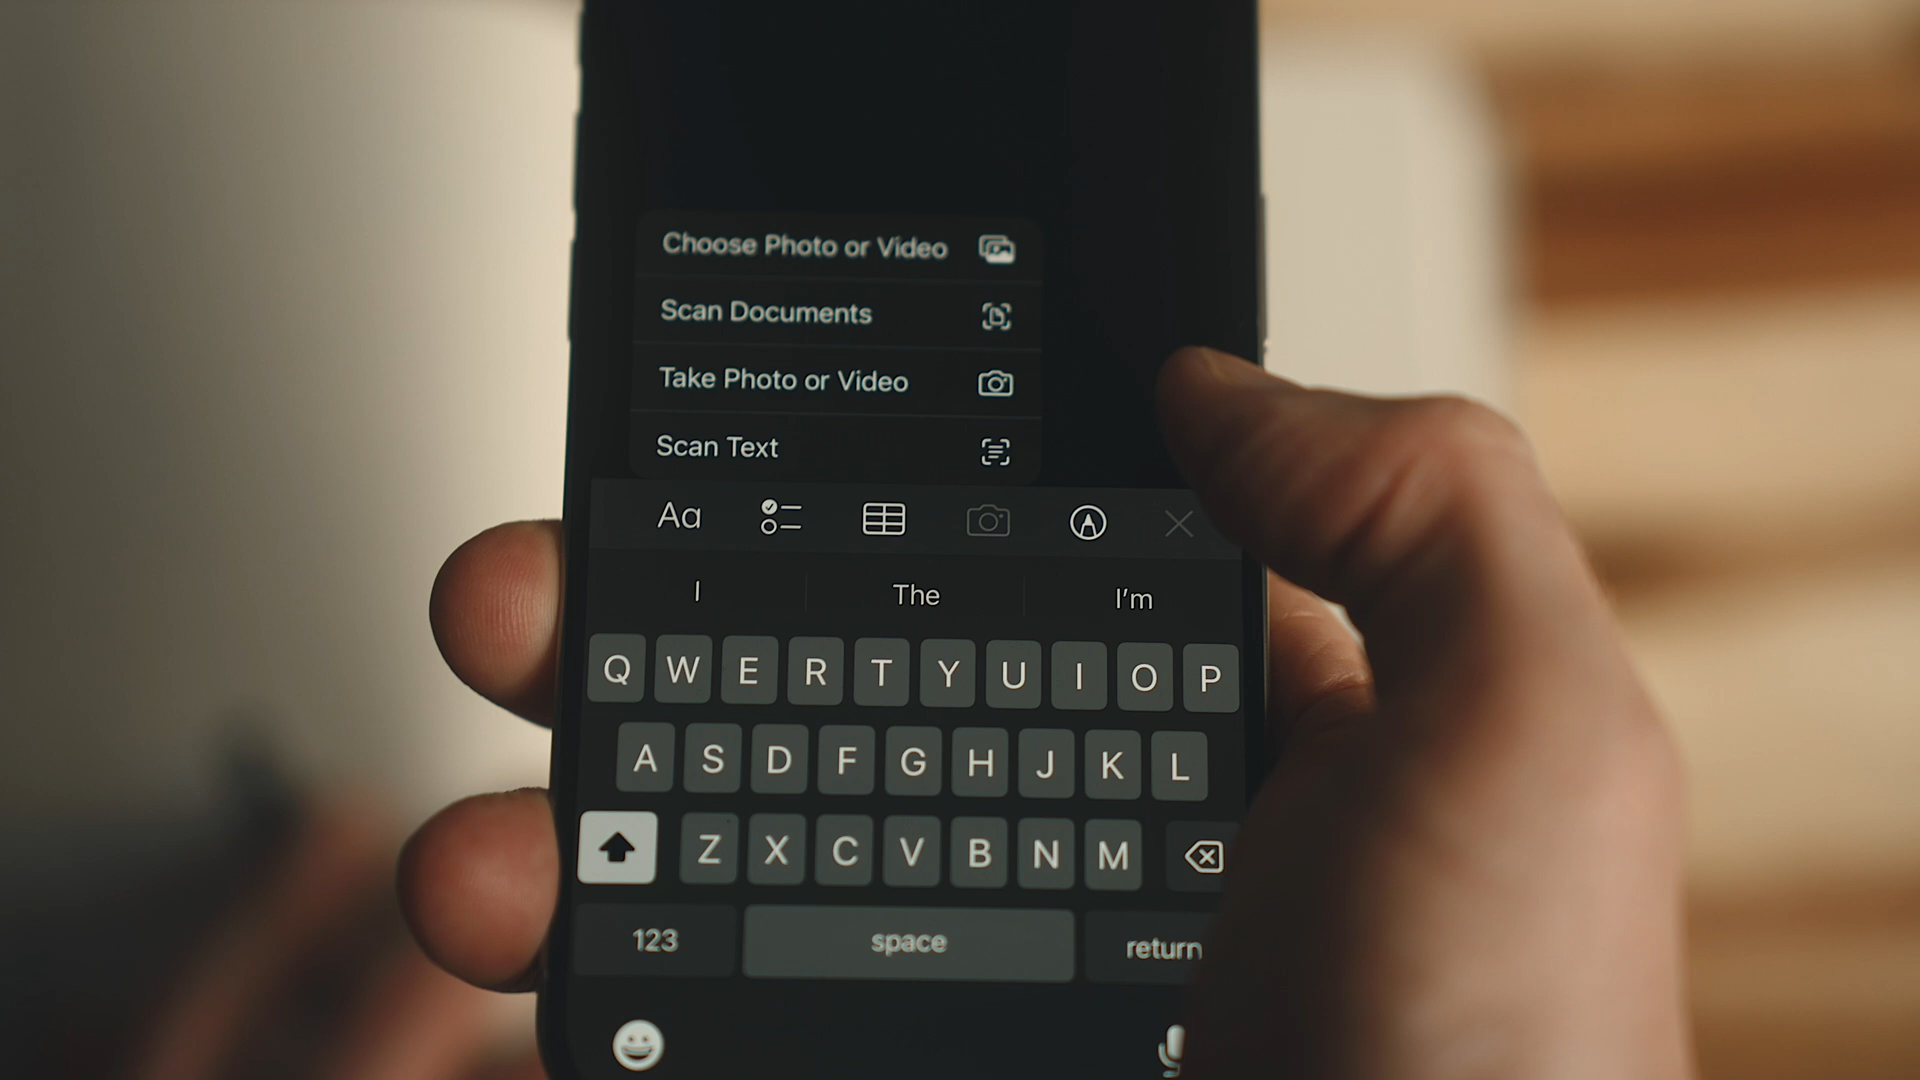 Choose Photo or Video
Scan Documents
Take Photo or Video
Scan Text
Aa
I The I'm
Q W E R T Y U I O P
A S D F G H J K L
Z X C V B N M
123 space return